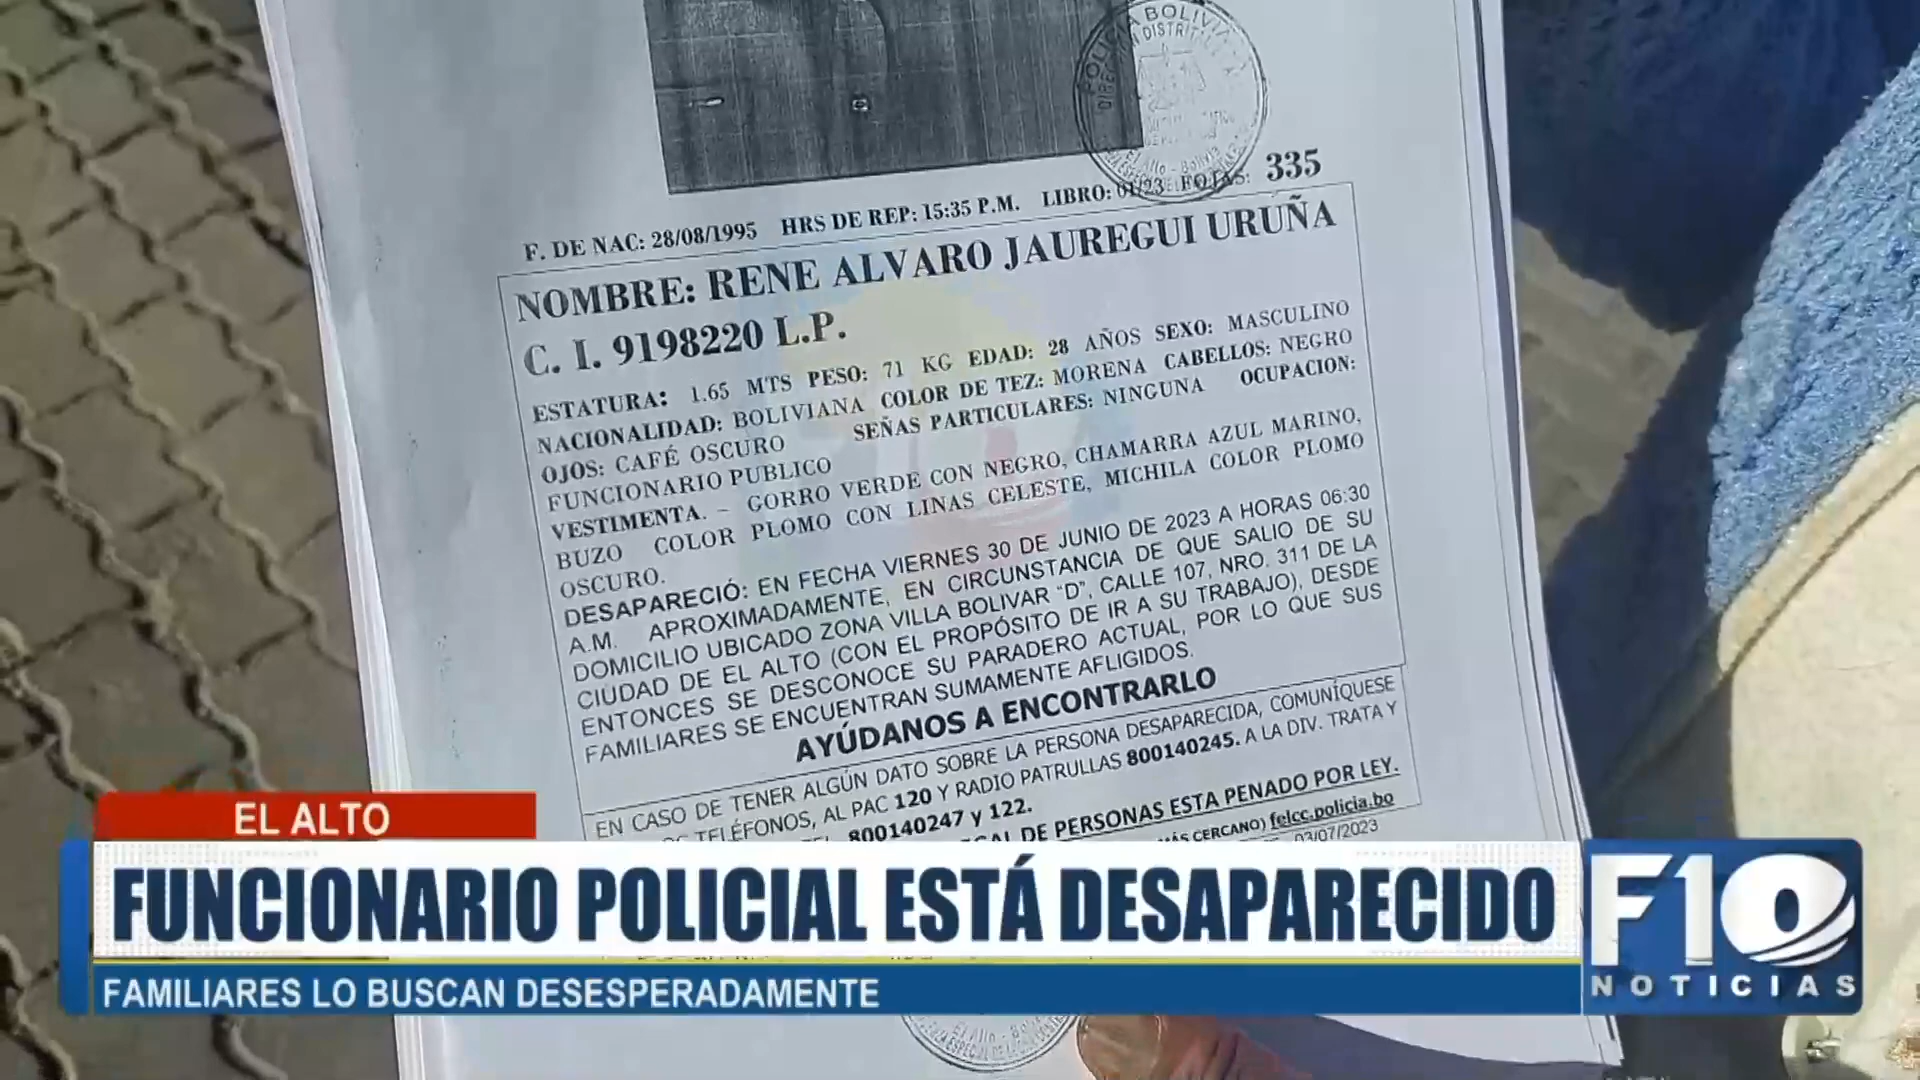 POLICIA BOLIVIANA
F. DE NAC: 28/08/1995 HRS DE REP: 15:35 P.M. LIBRO: 01/23 FOJAS: 335
NOMBRE: RENE ALVARO JAUREGUI URUÑA
C. I. 9198220 L.P.
ESTATURA: 1.65 MTS PESO: 71 KG EDAD: 28 AÑOS SEXO: MASCULINO
NACIONALIDAD: BOLIVIANA COLOR DE TEZ: MORENA CABELLOS: NEGRO
OJOS: CAFÉ OSCURO SEÑAS PARTICULARES: NINGUNA OCUPACION:
FUNCIONARIO PUBLICO
VESTIMENTA. – GORRO VERDE CON NEGRO, CHAMARRA AZUL MARINO,
BUZO COLOR PLOMO CON LINAS CELESTE, MICHILA COLOR PLOMO
OSCURO.
DESAPARECIÓ: EN FECHA VIERNES 30 DE JUNIO DE 2023 A HORAS 06:30
A.M. APROXIMADAMENTE, EN CIRCUNSTANCIA DE QUE SALIO DE SU
DOMICILIO UBICADO ZONA VILLA BOLIVAR “D”, CALLE 107, NRO. 311 DE LA
CIUDAD DE EL ALTO (CON EL PROPÓSITO DE IR A SU TRABAJO), DESDE
ENTONCES SE DESCONOCE SU PARADERO ACTUAL, POR LO QUE SUS
FAMILIARES SE ENCUENTRAN SUMAMENTE AFLIGIDOS.
AYÚDANOS A ENCONTRARLO
EN CASO DE TENER ALGÚN DATO SOBRE LA PERSONA DESAPARECIDA, COMUNÍQUESE
TELÉFONOS, AL PAC 120 Y RADIO PATRULLAS 800140245. A LA DIV. TRATA Y
800140247 y 122.
DE PERSONAS ESTA PENADO POR LEY.
MÁS CERCANO) felcc.policia.bo
03/07/2023
EL ALTO
FUNCIONARIO POLICIAL ESTÁ DESAPARECIDO
FAMILIARES LO BUSCAN DESESPERADAMENTE
F10
NOTICIAS